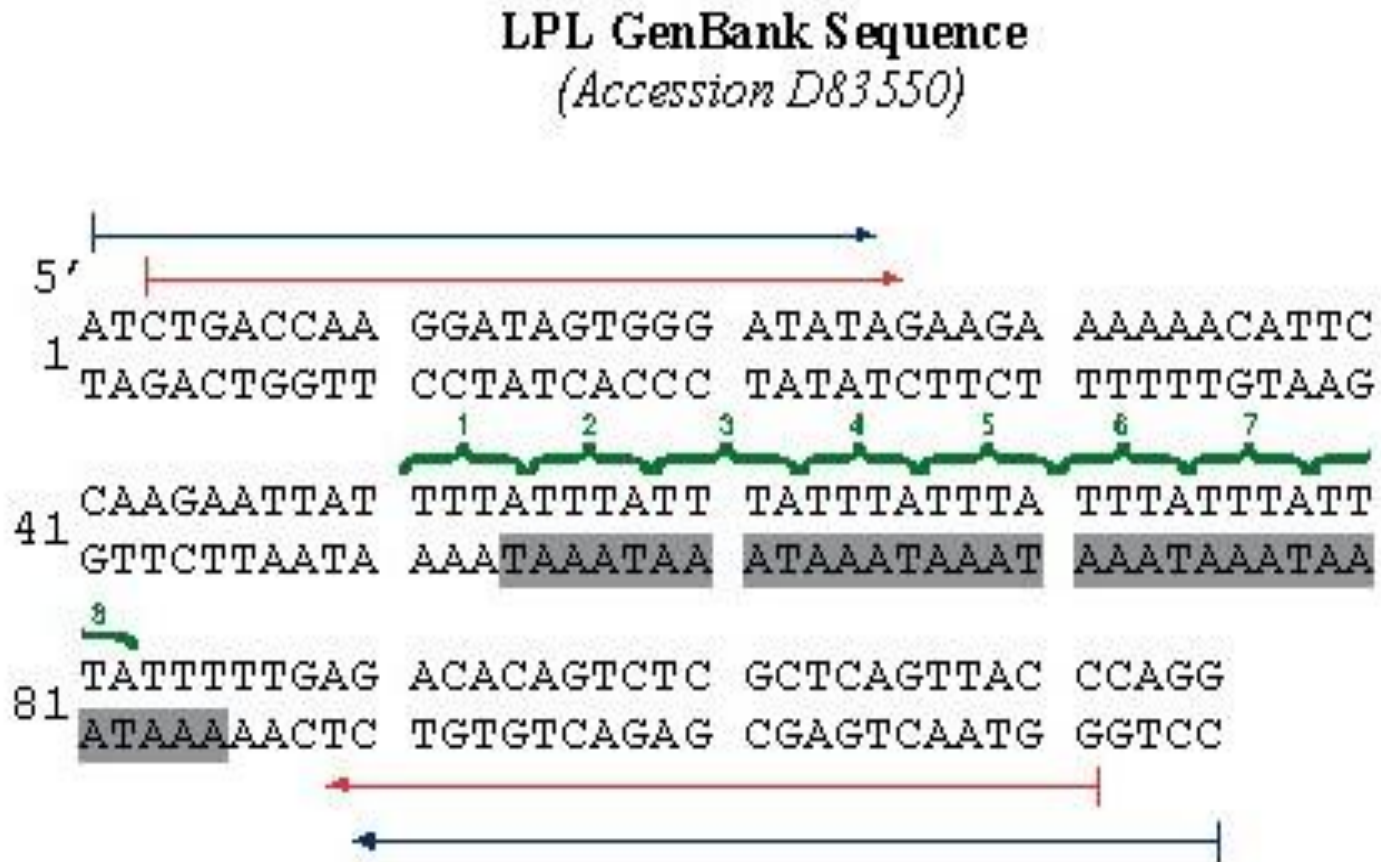 LPL GenBank Sequence
(Accession D83550)
5′
ATCTGACCAA GGATAGTGGG ATATAGAAGA AAAAACATTC
1
TAGACTGGTT CCTATCACCC TATATCTTCT TTTTTGTAAG
1 2 3 4 5 6 7
CAAGAATTAT TTTATTTATT TATTTATTTA TTTATTTATT
41
GTTCTTAATA AAATAAATAA ATAAATAAAT AAATAAATAA
8
TATTTTTGAG ACACAGTCTC GCTCAGTTAC CCAGG
81
ATAAAAACTC TGTGTCAGAG CGAGTCAATG GGTCC